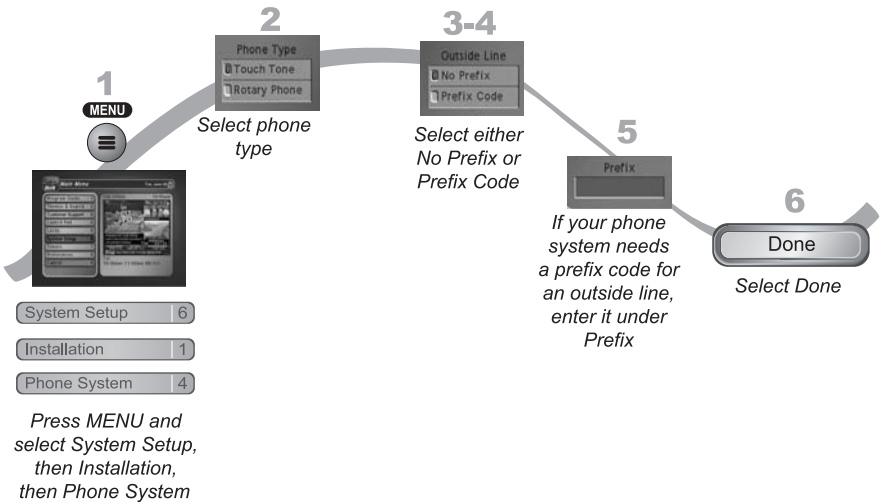 1
MENU
Main Menu
System Setup 6
Installation 1
Phone System 4
Press MENU and
select System Setup,
then Installation,
then Phone System
2
Phone Type
Touch Tone
Rotary Phone
Select phone
type
3-4
Outside Line
No Prefix
Prefix Code
Select either
No Prefix or
Prefix Code
5
Prefix
If your phone
system needs
a prefix code for
an outside line,
enter it under
Prefix
6
Done
Select Done